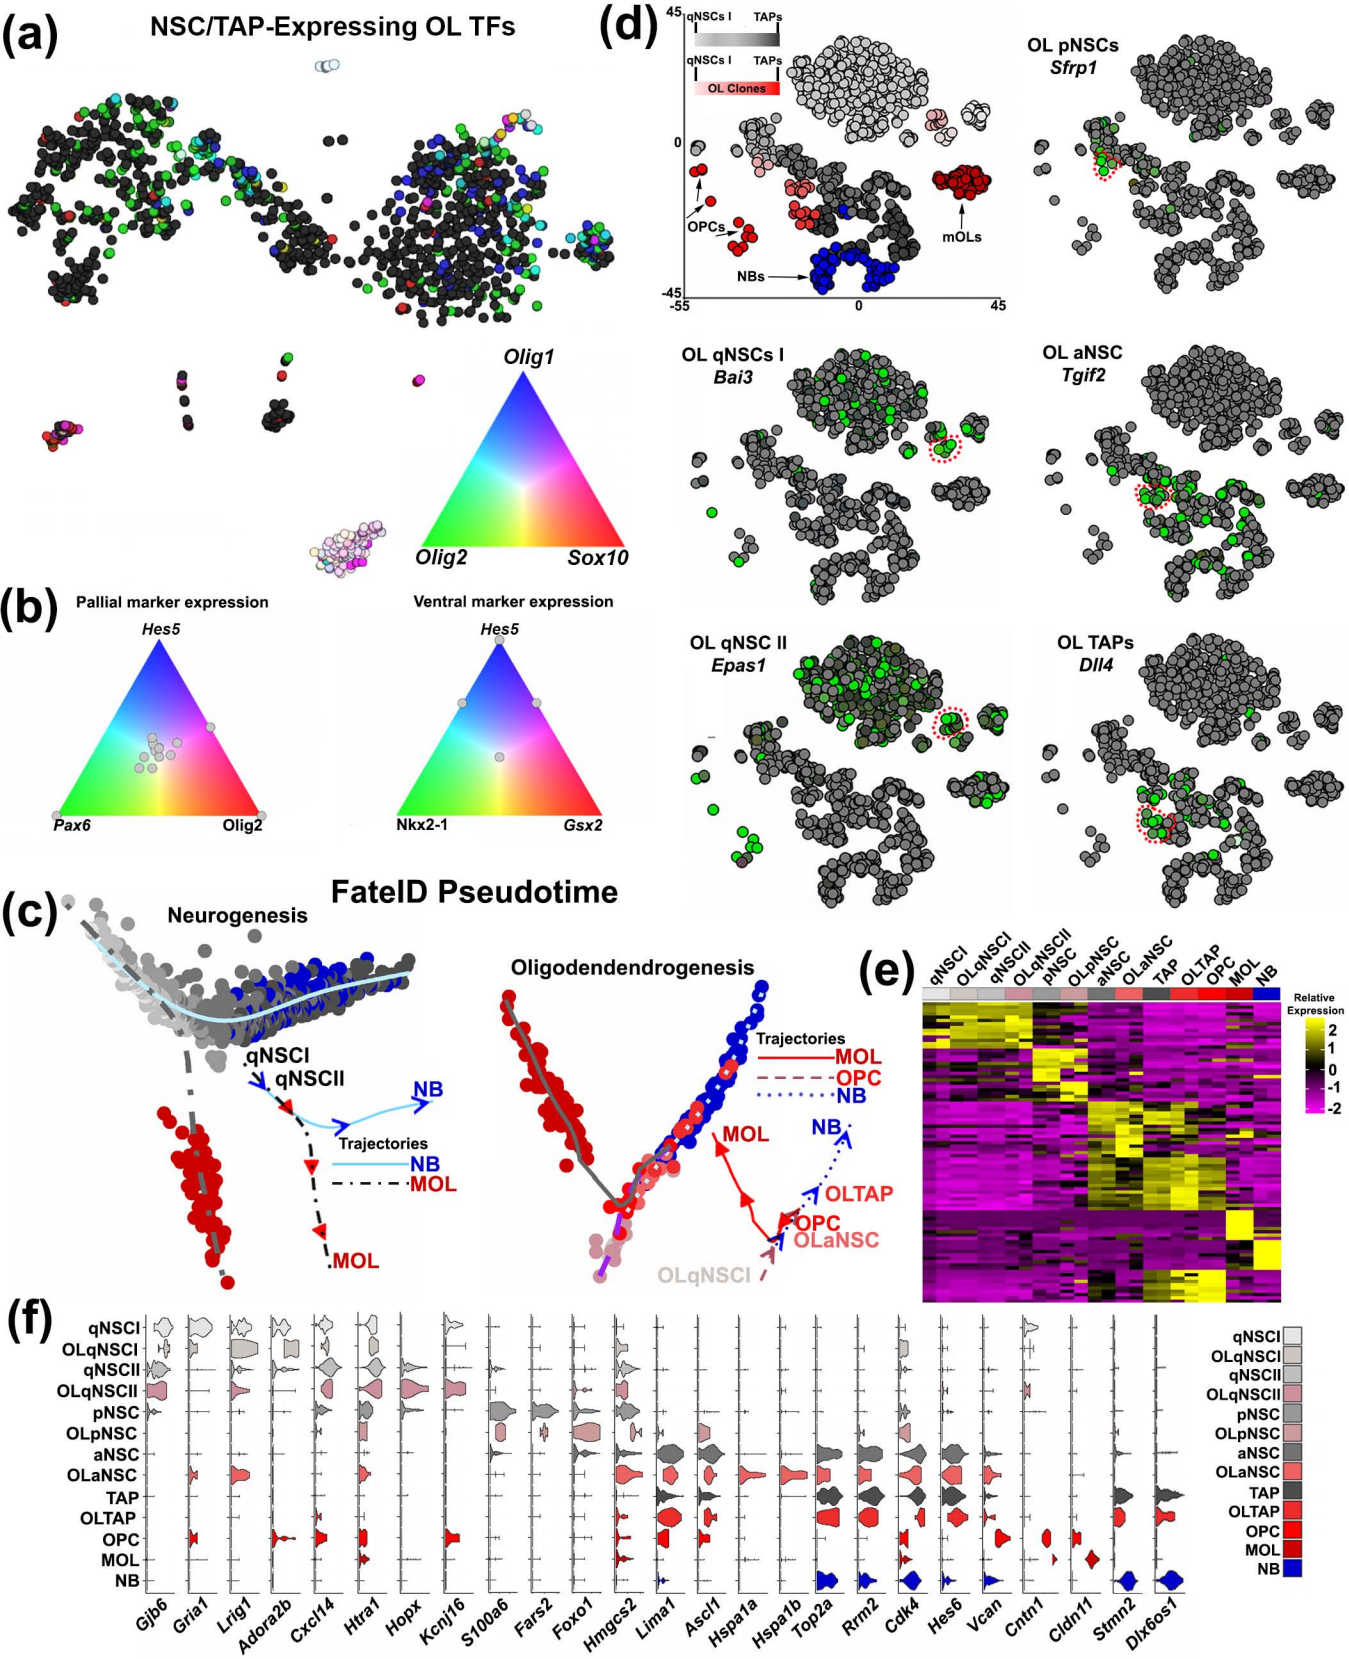 (a)
NSC/TAP-Expressing OL TFs
Olig1
Olig2
Sox10
(b)
Pallial marker expression
Hes5
Pax6
Olig2
Ventral marker expression
Hes5
Nkx2-1
Gsx2
(c)
FateID Pseudotime
Neurogenesis
qNSCI
qNSCII
NB
Trajectories
NB
MOL
MOL
Oligodendendrogenesis
Trajectories
MOL
OPC
NB
MOL
NB
OLTAP
OPC
OLaNSC
OLqNSCI
(d)
45
qNSCs I TAPs
qNSCs I TAPs
OL Clones
0
OPCs
mOLs
NBs
-45
-55 0 45
OL pNSCs
Sfrp1
OL qNSCs I
Bai3
OL aNSC
Tgif2
OL qNSC II
Epas1
OL TAPs
Dll4
(e)
qNSCI
OLqNSCI
qNSCII
OLqNSCII
pNSC
OLpNSC
aNSC
OLaNSC
TAP
OLTAP
OPC
MOL
NB
Relative
Expression
2
1
0
-1
-2
(f)
qNSCI
OLqNSCI
qNSCII
OLqNSCII
pNSC
OLpNSC
aNSC
OLaNSC
TAP
OLTAP
OPC
MOL
NB
Gjb6
Gria1
Lrig1
Adora2b
Cxcl14
Htra1
Hopx
Kcnj16
S100a6
Fars2
Foxo1
Hmgcs2
Lima1
Ascl1
Hspa1a
Hspa1b
Top2a
Rrm2
Cdk4
Hes6
Vcan
Cntn1
Cldn11
Stmn2
Dlx6os1
qNSCI
OLqNSCI
qNSCII
OLqNSCII
pNSC
OLpNSC
aNSC
OLaNSC
TAP
OLTAP
OPC
MOL
NB